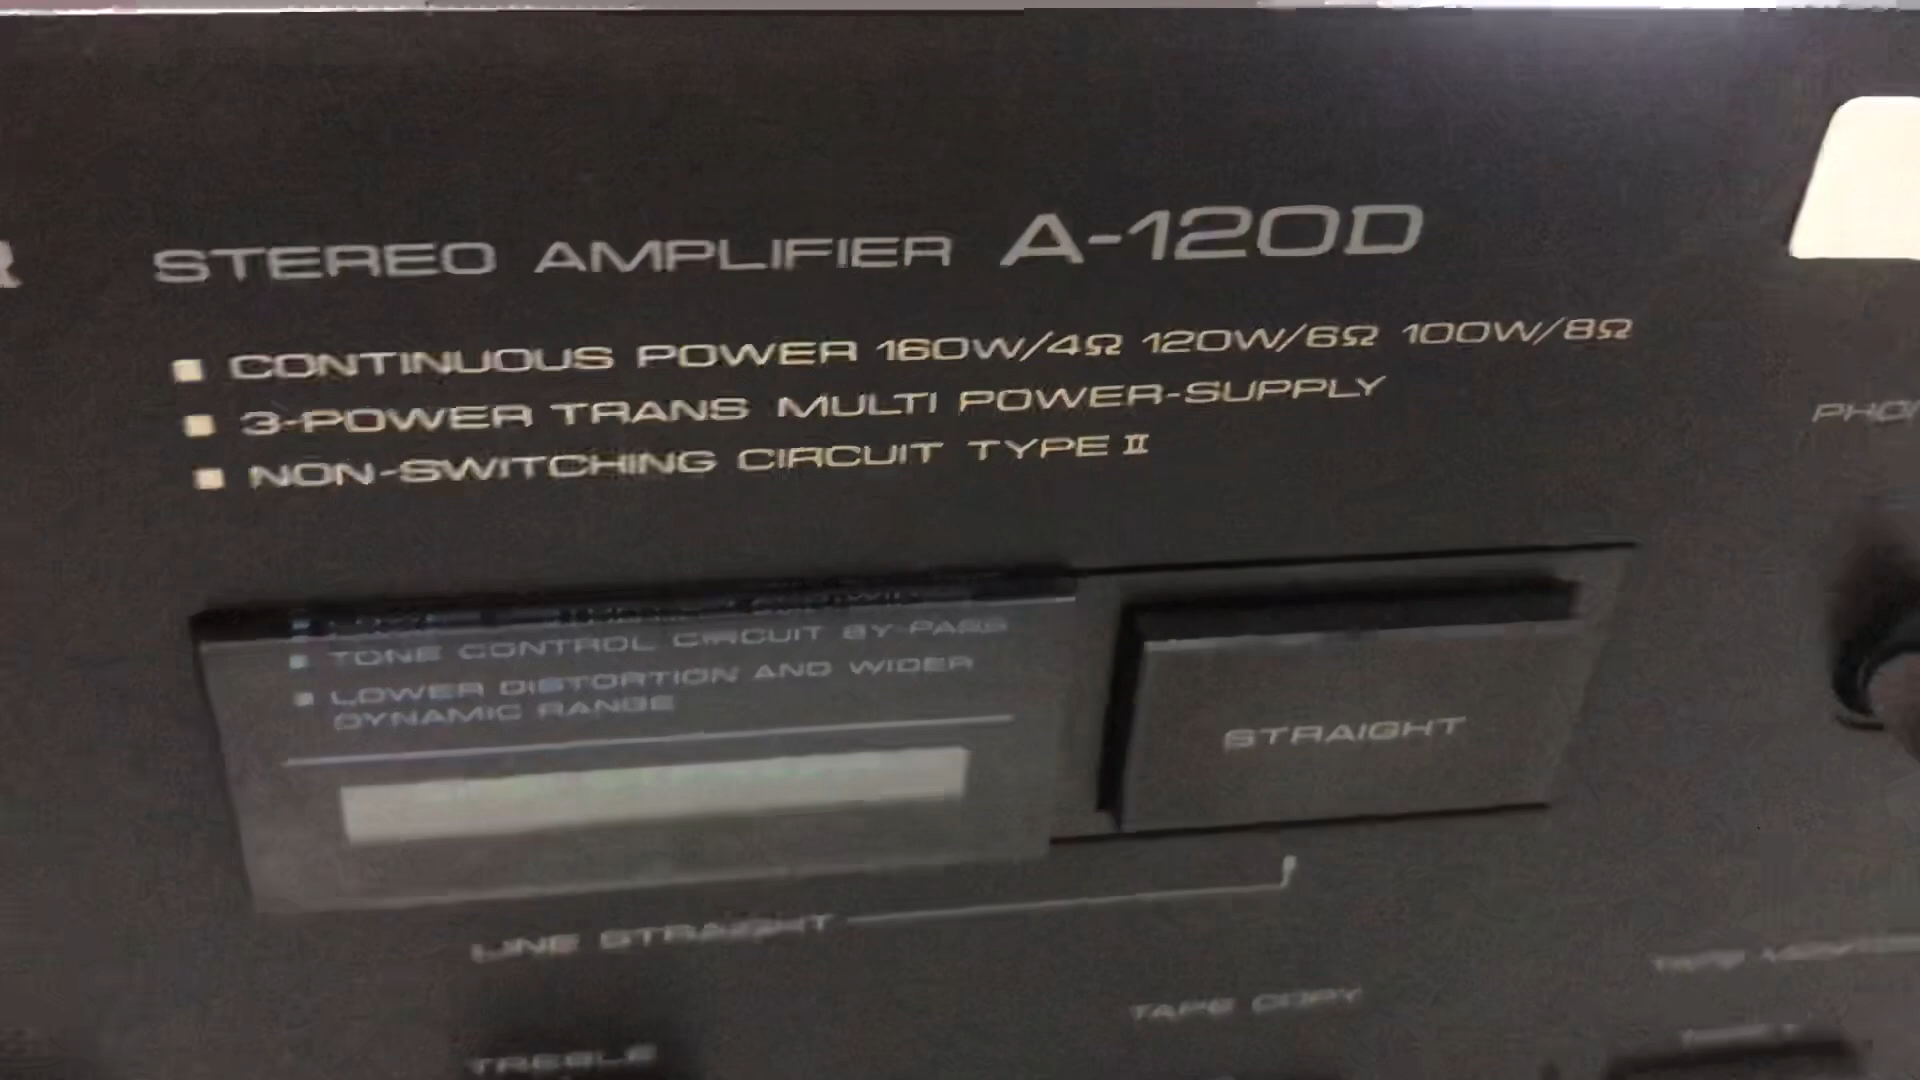 STEREO AMPLIFIER A-120D
CONTINUOUS POWER 160W/4Ω 120W/6Ω 100W/8Ω
3-POWER TRANS MULTI POWER-SUPPLY
NON-SWITCHING CIRCUIT TYPE II
TONE CONTROL CIRCUIT BY-PASS
LOWER DISTORTION AND WIDER
DYNAMIC RANGE
STRAIGHT
LINE STRAIGHT
TAPE COPY
TREBLE